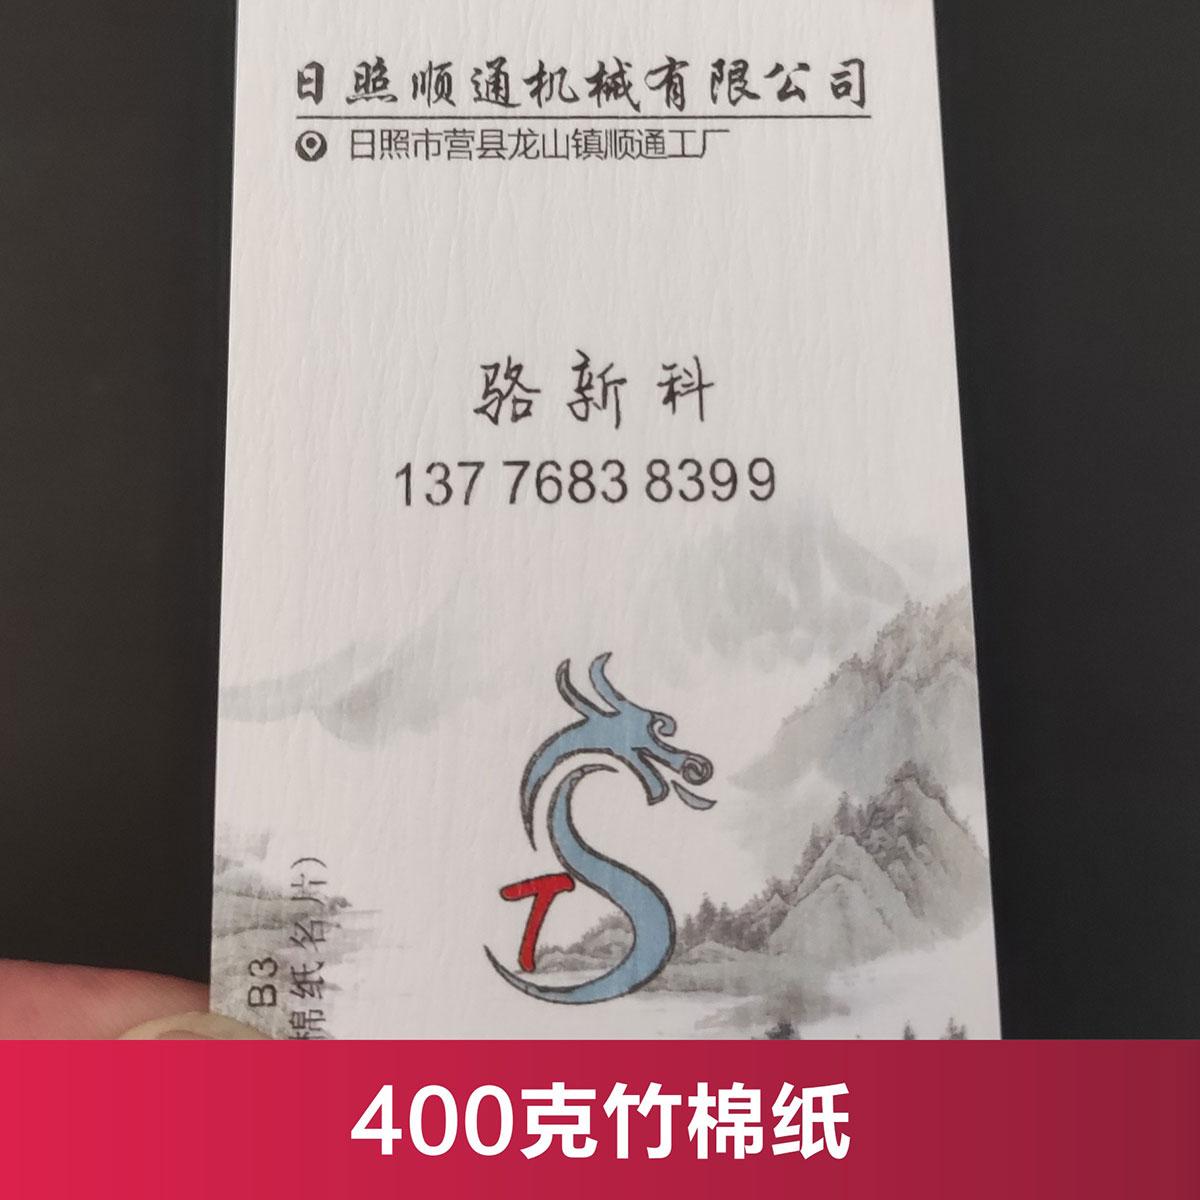 日照顺通机械有限公司
日照市营县龙山镇顺通工厂
骆新科
137 7683 8399
T
B3
棉纸名片）
400克竹棉纸